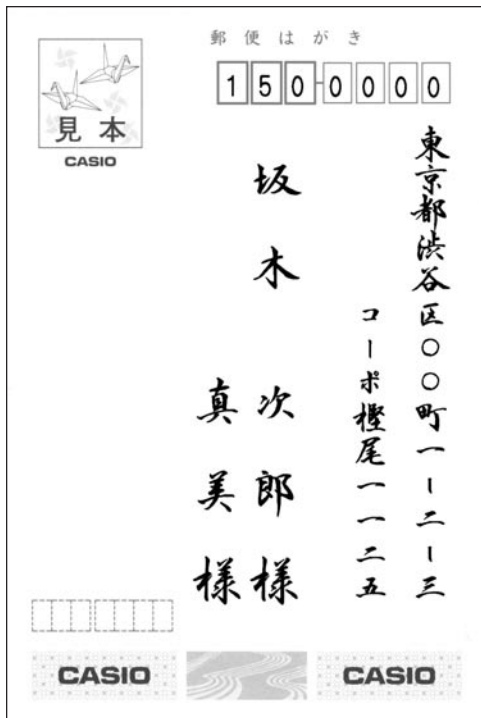 郵便はがき
見本
CASIO
150-0000
東京都渋谷区○○町一ー二ー三
コーポ樫尾一一二五
坂木 次郎様
真美様
CASIO
CASIO